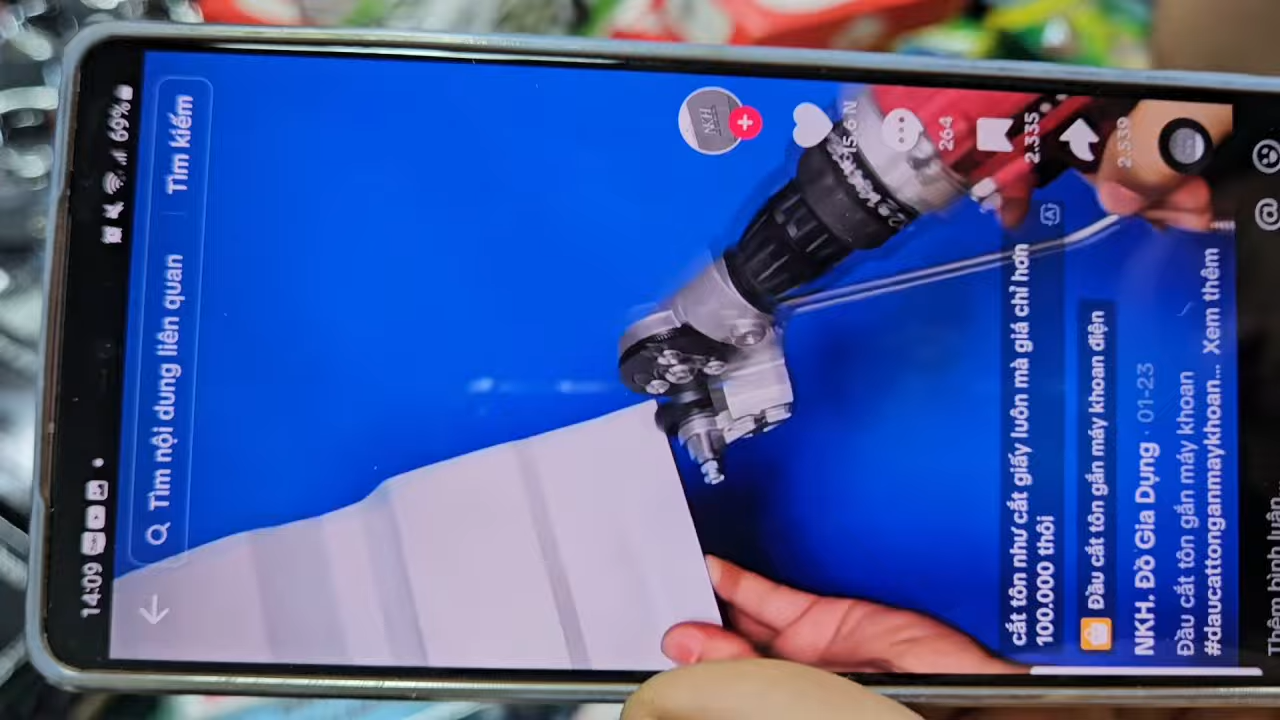 14:09
69%
Tìm nội dung liên quan
Tìm kiếm
NKH
15,6 N
264
2.335
2.539
cắt tôn như cắt giấy luôn mà giá chỉ hơn
100.000 thôi
Đầu cắt tôn gắn máy khoan điện
NKH. Đồ Gia Dụng · 01-23
Đầu cắt tôn gắn máy khoan
#daucattonganmaykhoan... Xem thêm
Thêm bình luận...
@